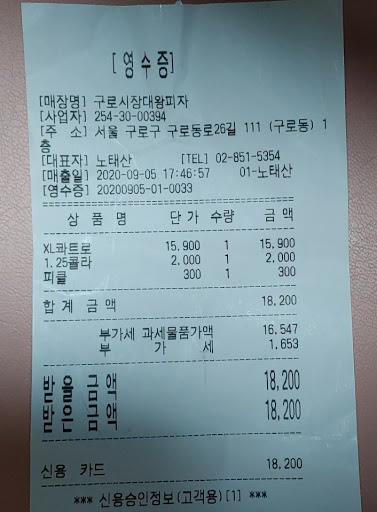 [영수증]
[매장명] 구로시장대왕피자
[사업자] 254-30-00394
[주 소] 서울 구로구 구로동로26길 111 (구로동) 1
층
[대표자] 노태산 [TEL] 02-851-5354
[매출일] 2020-09-05 17:46:57 01-노태산
[영수증] 20200905-01-0033
상 품 명 단 가 수량 금 액
XL콰트로 15,900 1 15,900
1.25콜라 2,000 1 2,000
피클 300 1 300
합계 금액 18,200
부가세 과세물품가액 16,547
부 가 세 1,653
받을금액 18,200
받은금액 18,200
신용 카드 18,200
*** 신용승인정보(고객용)[1] ***